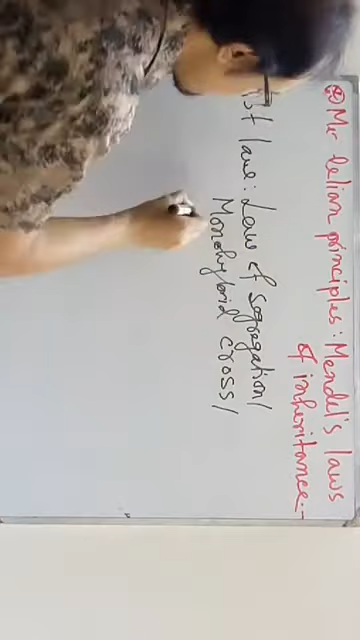 Mendelian principles: Mendel's laws
of inheritance:-
1st law: Law of Segregation/
Monohybrid cross/